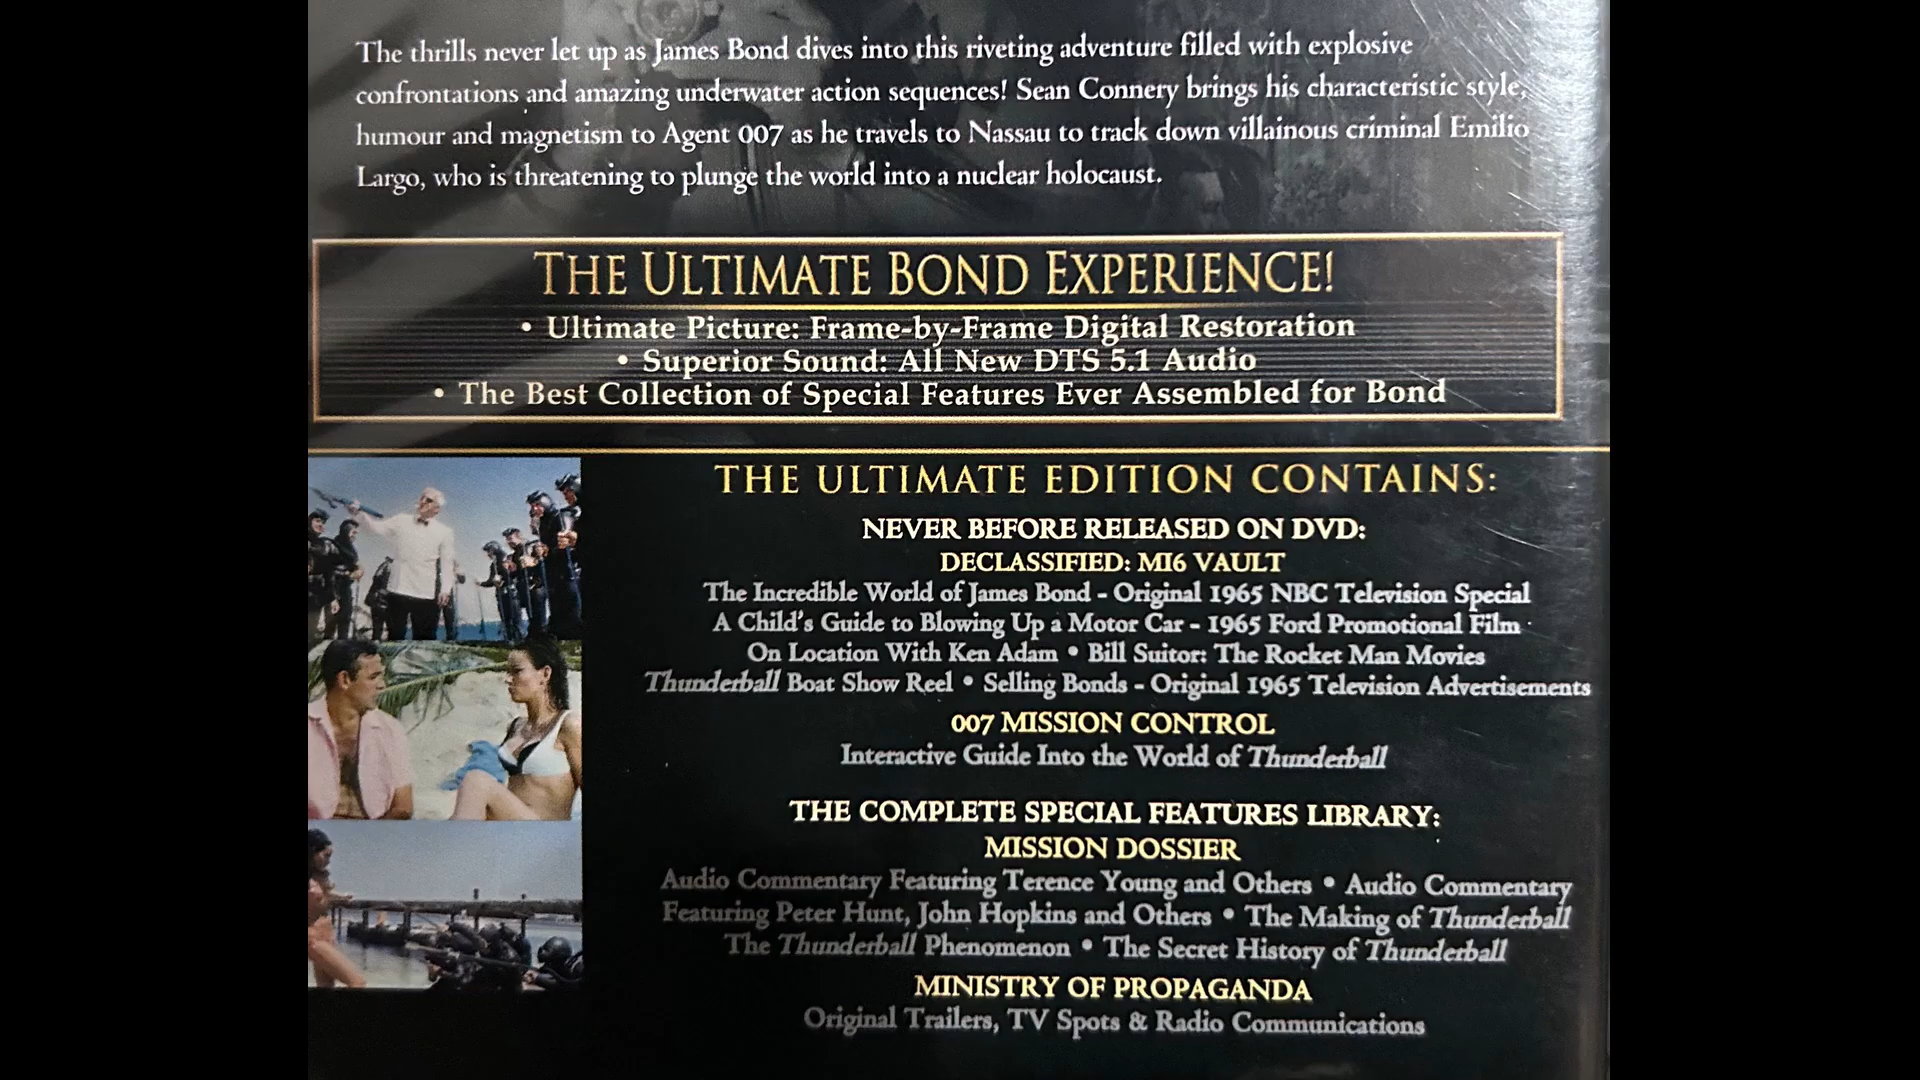 The thrills never let up as James Bond dives into this riveting adventure filled with explosive
confrontations and amazing underwater action sequences! Sean Connery brings his characteristic style,
humour and magnetism to Agent 007 as he travels to Nassau to track down villainous criminal Emilio
Largo, who is threatening to plunge the world into a nuclear holocaust.
THE ULTIMATE BOND EXPERIENCE!
• Ultimate Picture: Frame-by-Frame Digital Restoration
• Superior Sound: All New DTS 5.1 Audio
• The Best Collection of Special Features Ever Assembled for Bond
THE ULTIMATE EDITION CONTAINS:
NEVER BEFORE RELEASED ON DVD:
DECLASSIFIED: MI6 VAULT
The Incredible World of James Bond - Original 1965 NBC Television Special
A Child's Guide to Blowing Up a Motor Car - 1965 Ford Promotional Film
On Location With Ken Adam • Bill Suitor: The Rocket Man Movies
Thunderball Boat Show Reel • Selling Bonds - Original 1965 Television Advertisements
007 MISSION CONTROL
Interactive Guide Into the World of Thunderball
THE COMPLETE SPECIAL FEATURES LIBRARY:
MISSION DOSSIER
Audio Commentary Featuring Terence Young and Others • Audio Commentary
Featuring Peter Hunt, John Hopkins and Others • The Making of Thunderball
The Thunderball Phenomenon • The Secret History of Thunderball
MINISTRY OF PROPAGANDA
Original Trailers, TV Spots & Radio Communications